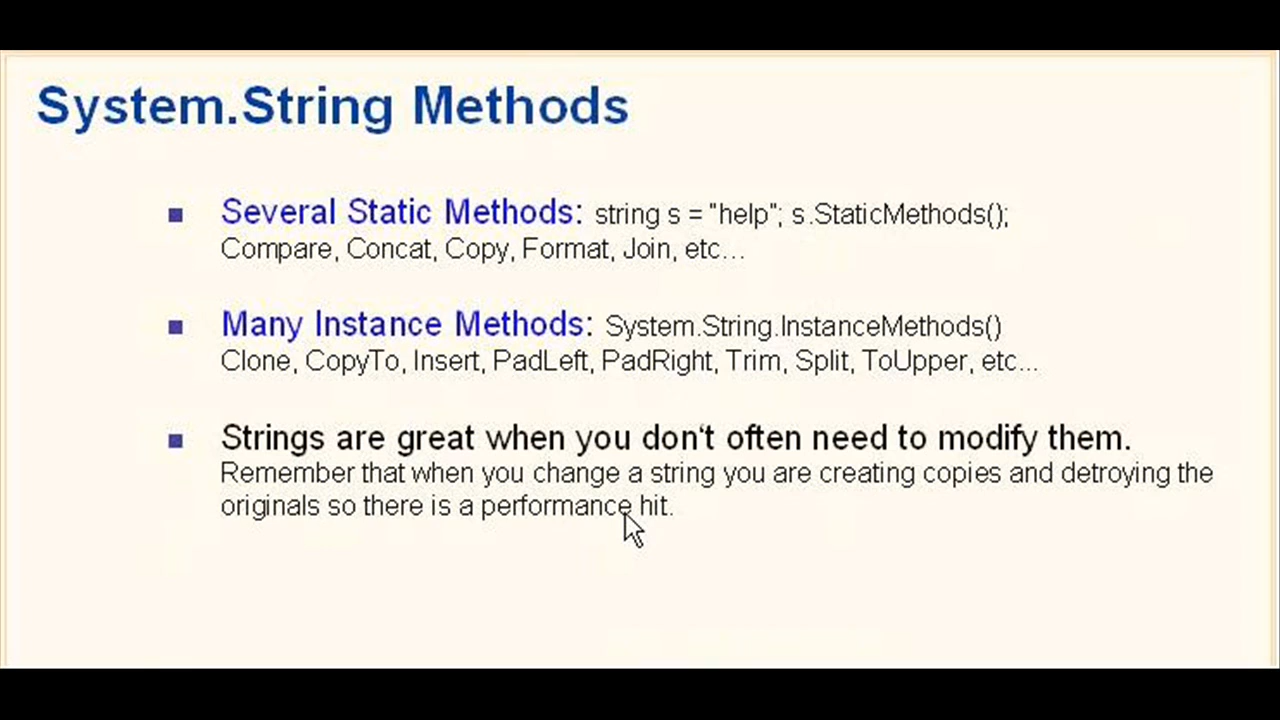 System.String Methods
Several Static Methods: string s = "help"; s.StaticMethods();
Compare, Concat, Copy, Format, Join, etc...
Many Instance Methods: System.String.InstanceMethods()
Clone, CopyTo, Insert, PadLeft, PadRight, Trim, Split, ToUpper, etc...
Strings are great when you don‘t often need to modify them.
Remember that when you change a string you are creating copies and detroying the
originals so there is a performance hit.